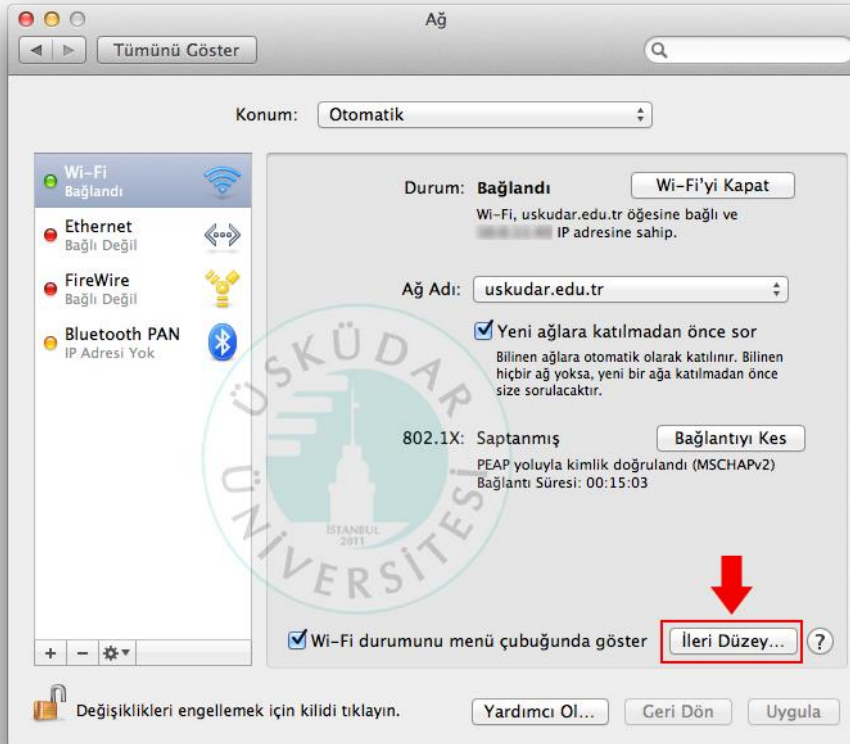 Ağ
Tümünü Göster
Konum: Otomatik
Wi-Fi
Bağlandı
Ethernet
Bağlı Değil
FireWire
Bağlı Değil
Bluetooth PAN
IP Adresi Yok
Durum: Bağlandı
Wi-Fi'yi Kapat
Wi-Fi, uskudar.edu.tr öğesine bağlı ve
IP adresine sahip.
Ağ Adı: uskudar.edu.tr
Yeni ağlara katılmadan önce sor
Bilinen ağlara otomatik olarak katılınır. Bilinen
hiçbir ağ yoksa, yeni bir ağa katılmadan önce
size sorulacaktır.
802.1X: Saptanmış
Bağlantıyı Kes
PEAP yoluyla kimlik doğrulandı (MSCHAPv2)
Bağlantı Süresi: 00:15:03
ÜSKÜDAR
ÜNİVERSİTESİ
İSTANBUL
2011
Wi-Fi durumunu menü çubuğunda göster
İleri Düzey...
?
+ −
Değişiklikleri engellemek için kilidi tıklayın.
Yardımcı Ol...
Geri Dön
Uygula